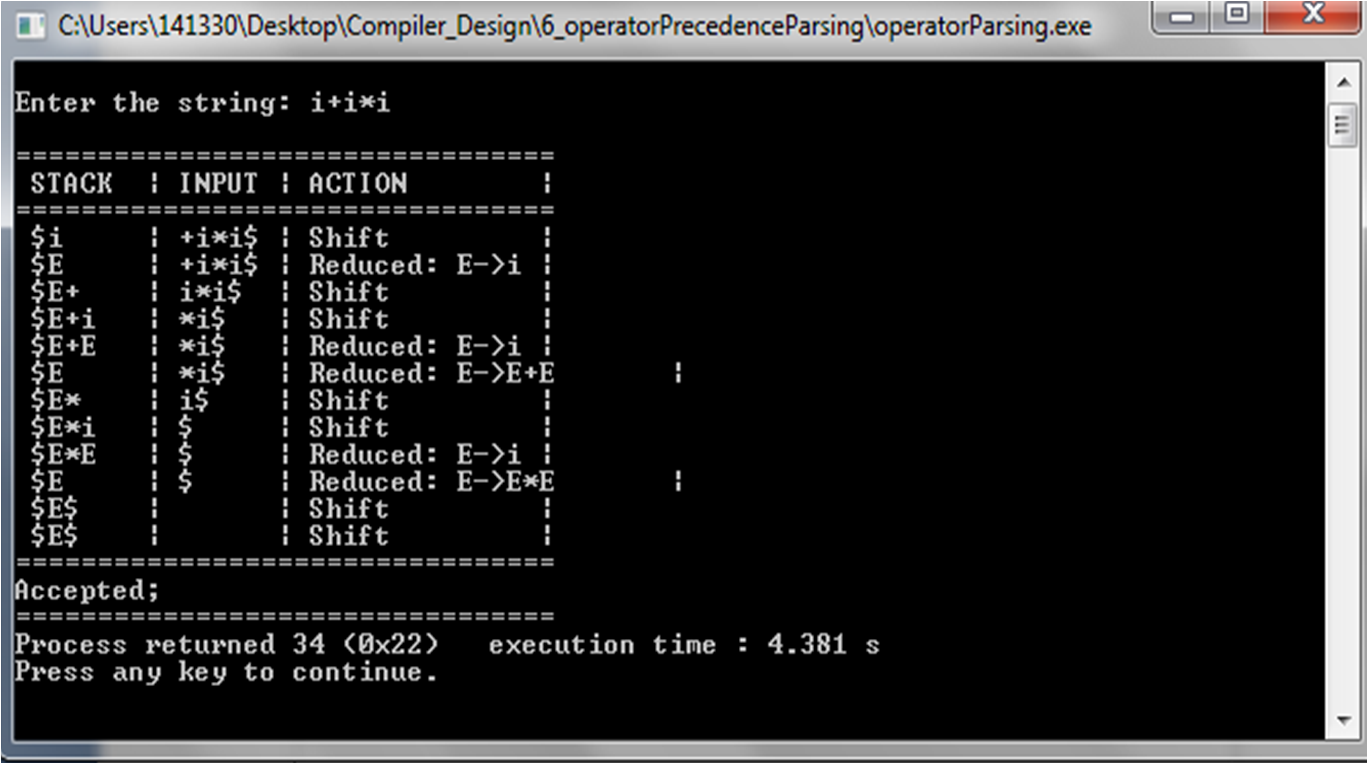 C:\Users\141330\Desktop\Compiler_Design\6_operatorPrecedenceParsing\operatorParsing.exe
Enter the string: i+i*i
==================================
STACK ¦ INPUT ¦ ACTION ¦
==================================
$i ¦ +i*i$ ¦ Shift ¦
$E ¦ +i*i$ ¦ Reduced: E->i ¦
$E+ ¦ i*i$ ¦ Shift ¦
$E+i ¦ *i$ ¦ Shift ¦
$E+E ¦ *i$ ¦ Reduced: E->i ¦
$E ¦ *i$ ¦ Reduced: E->E+E ¦
$E* ¦ i$ ¦ Shift ¦
$E*i ¦ $ ¦ Shift ¦
$E*E ¦ $ ¦ Reduced: E->i ¦
$E ¦ $ ¦ Reduced: E->E*E ¦
$E$ ¦ ¦ Shift ¦
$E$ ¦ ¦ Shift ¦
==================================
Accepted;
==================================
Process returned 34 (0x22) execution time : 4.381 s
Press any key to continue.